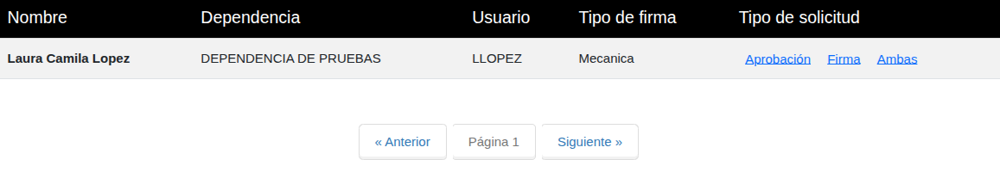 Nombre Dependencia Usuario Tipo de firma Tipo de solicitud
Laura Camila Lopez DEPENDENCIA DE PRUEBAS LLOPEZ Mecanica Aprobación Firma Ambas
« Anterior Página 1 Siguiente »